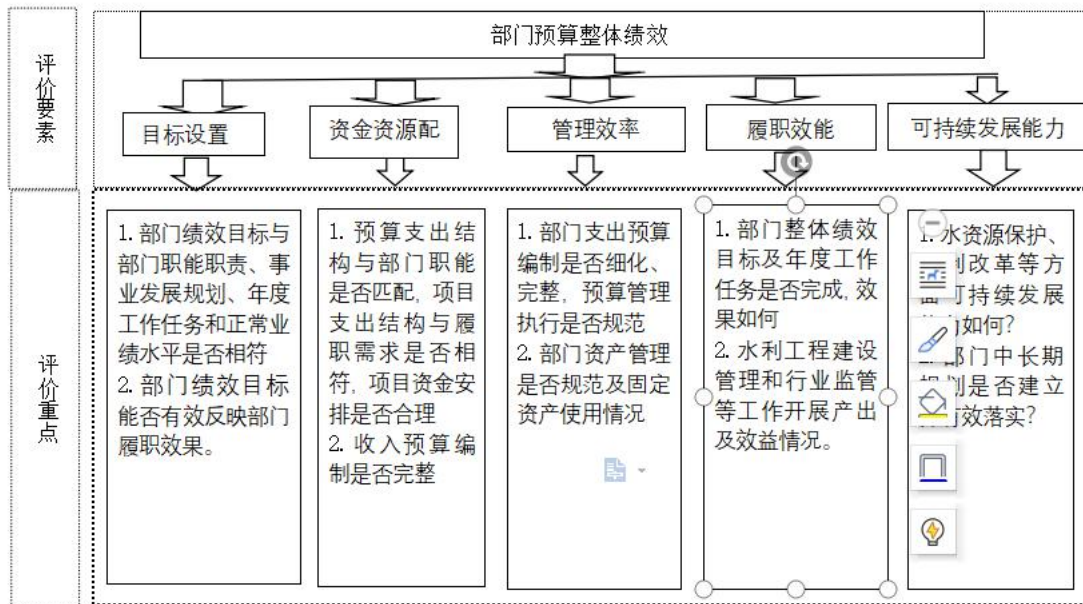 部门预算整体绩效
评价要素
目标设置
资金资源配
管理效率
履职效能
可持续发展能力
评价重点
1. 部门绩效目标与
部门职能职责、事
业发展规划、年度
工作任务和正常业
绩水平是否相符
2. 部门绩效目标
能否有效反映部门
履职效果。
1. 预算支出结
构与部门职能
是否匹配，项目
支出结构与履
职需求是否相
符，项目资金安
排是否合理
2. 收入预算编
制是否完整
1. 部门支出预算
编制是否细化、
完整，预算管理
执行是否规范
2. 部门资产管理
是否规范及固定
资产使用情况
1. 部门整体绩效
目标及年度工作
任务是否完成，效
果如何
2. 水利工程建设
管理和行业监管
等工作开展产出
及效益情况。
1. 水资源保护、
利改革等方
可持续发展
如何？
部门中长期
划是否建立
有效落实？